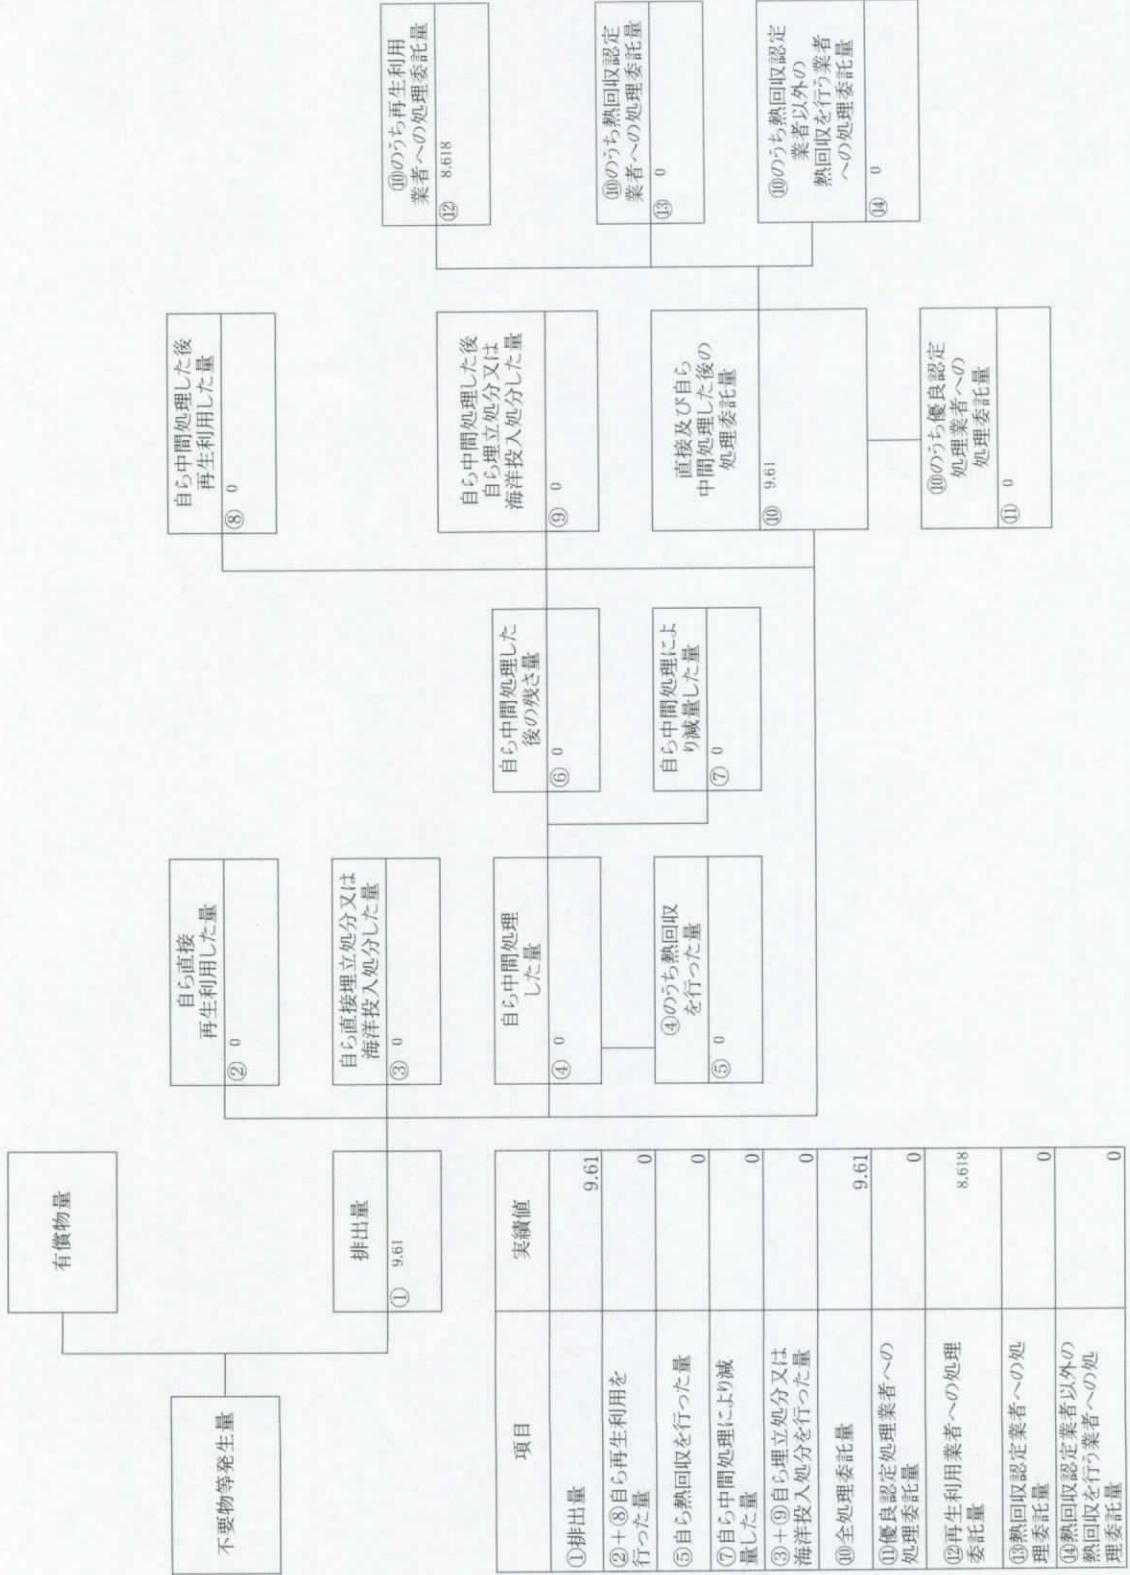 不要物等発生量
有償物量
排出量
① 9.61
自ら直接
再生利用した量
② 0
自ら直接埋立処分又は
海洋投入処分した量
③ 0
自ら中間処理
した量
④ 0
④のうち熱回収
を行った量
⑤ 0
自ら中間処理した
後の残さ量
⑥ 0
自ら中間処理によ
り減量した量
⑦ 0
自ら中間処理した後
再生利用した量
⑧ 0
自ら中間処理した後
自ら埋立処分又は
海洋投入処分した量
⑨ 0
直接及び自ら
中間処理した後の
処理委託量
⑩ 9.61
⑩のうち優良認定
処理業者への
処理委託量
⑪ 0
⑩のうち再生利用
業者への処理委託量
⑫ 8.618
⑩のうち熱回収認定
業者への処理委託量
⑬ 0
⑩のうち熱回収認定
業者以外の
熱回収を行う業者
への処理委託量
⑭ 0
項目 実績値
①排出量 9.61
②+⑧自ら再生利用を
行った量 0
⑤自ら熱回収を行った量 0
⑦自ら中間処理により減
量した量 0
③+⑨自ら埋立処分又は
海洋投入処分を行った量 0
⑩全処理委託量 9.61
⑪優良認定処理業者への
処理委託量 0
⑫再生利用業者への処理
委託量 8.618
⑬熱回収認定業者への処
理委託量 0
⑭熱回収認定業者以外の
熱回収を行う業者への処
理委託量 0